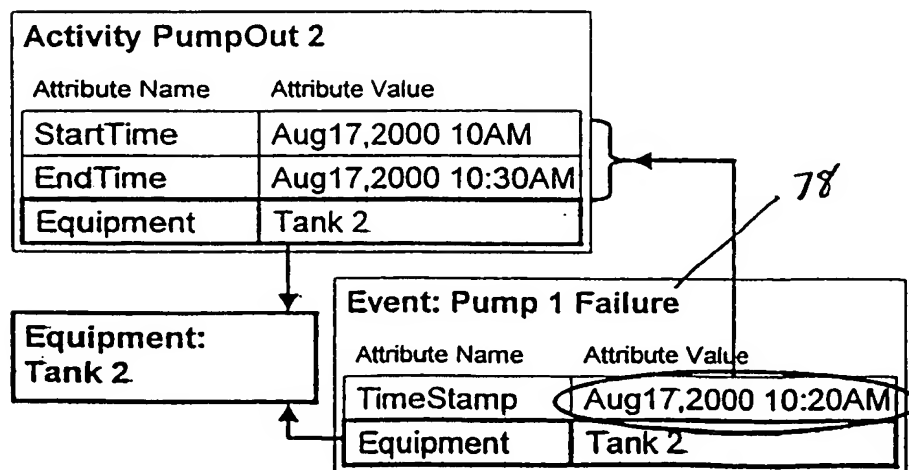 Activity PumpOut 2
Attribute Name Attribute Value
StartTime Aug17,2000 10AM
EndTime Aug17,2000 10:30AM
Equipment Tank 2
78
Equipment:
Tank 2
Event: Pump 1 Failure
Attribute Name Attribute Value
TimeStamp Aug17,2000 10:20AM
Equipment Tank 2